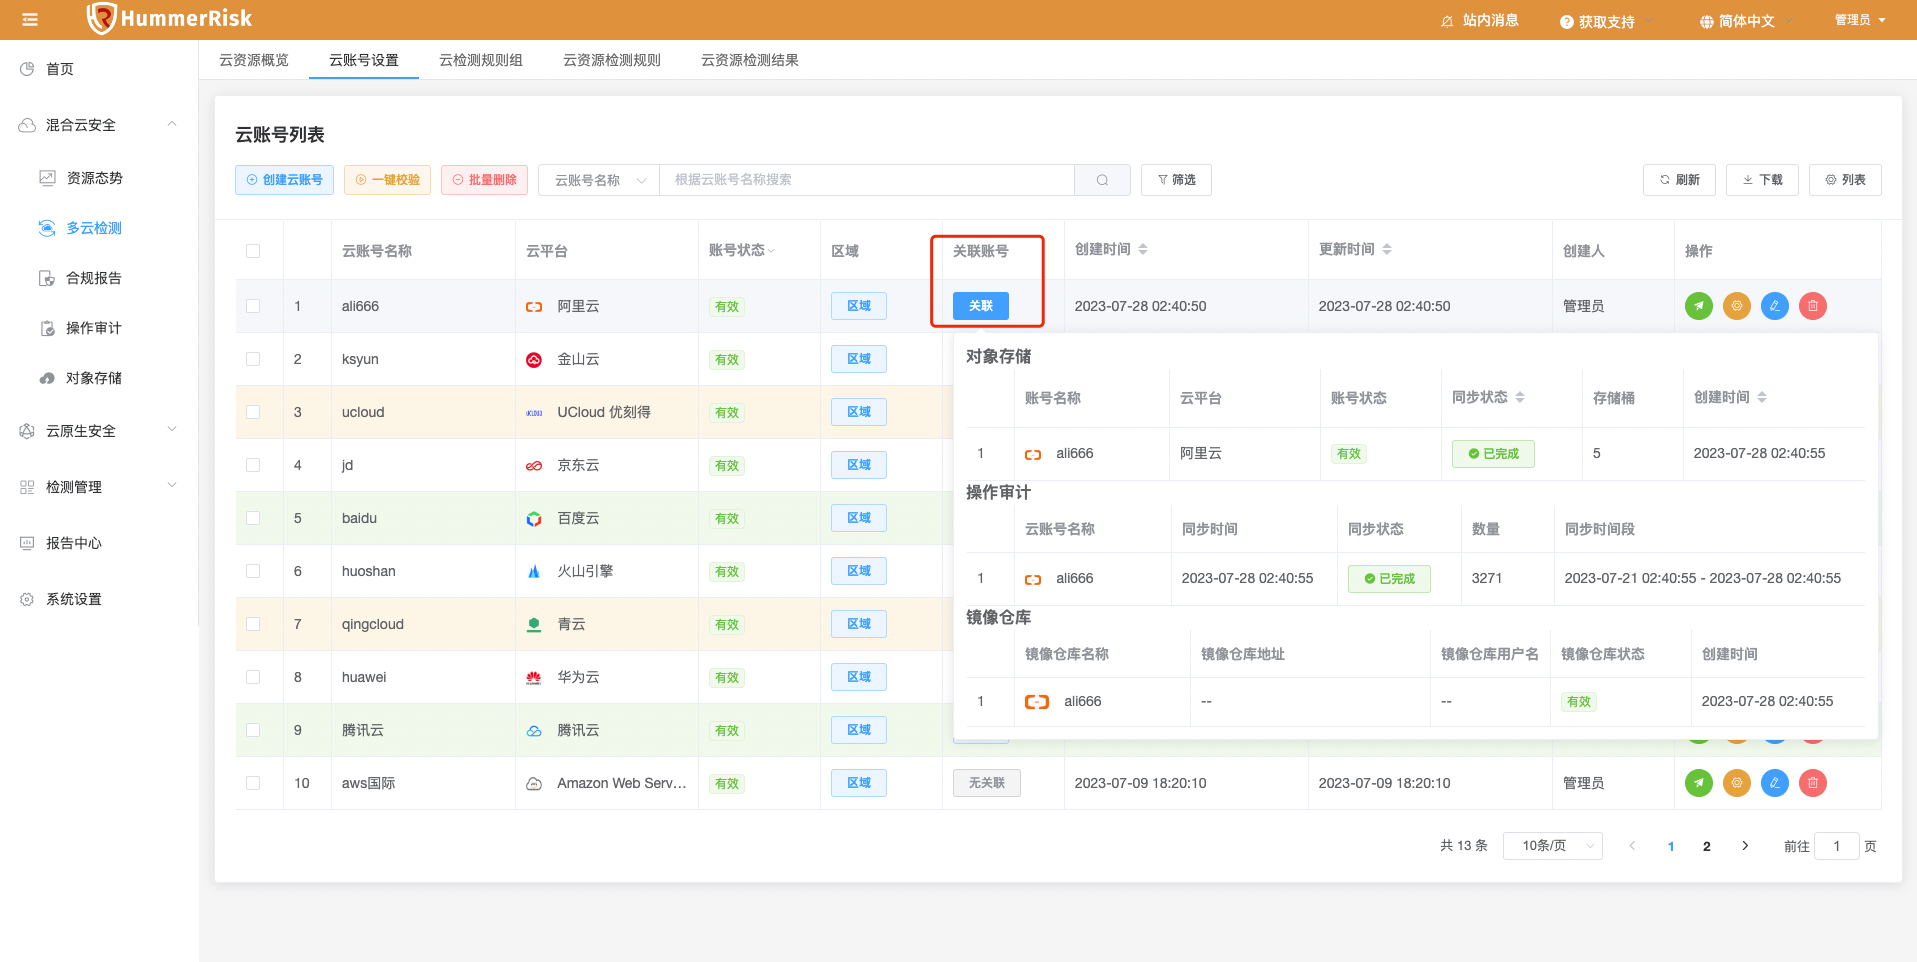 HummerRisk
站内消息 获取支持 简体中文 管理员
首页
混合云安全
资源态势
多云检测
合规报告
操作审计
对象存储
云原生安全
检测管理
报告中心
系统设置
云资源概览 云账号设置 云检测规则组 云资源检测规则 云资源检测结果
云账号列表
创建云账号 一键校验 批量删除 云账号名称 根据云账号名称搜索 筛选 刷新 下载 列表
云账号名称 云平台 账号状态 区域 关联账号 创建时间 更新时间 创建人 操作
1 ali666 阿里云 有效 区域 关联 2023-07-28 02:40:50 2023-07-28 02:40:50 管理员
2 ksyun 金山云 有效 区域
3 ucloud UCloud 优刻得 有效 区域
4 jd 京东云 有效 区域
5 baidu 百度云 有效 区域
6 huoshan 火山引擎 有效 区域
7 qingcloud 青云 有效 区域
8 huawei 华为云 有效 区域
9 腾讯云 腾讯云 有效 区域
10 aws国际 Amazon Web Serv... 有效 区域 无关联 2023-07-09 18:20:10 2023-07-09 18:20:10 管理员
对象存储
账号名称 云平台 账号状态 同步状态 存储桶 创建时间
1 ali666 阿里云 有效 已完成 5 2023-07-28 02:40:55
操作审计
云账号名称 同步时间 同步状态 数量 同步时间段
1 ali666 2023-07-28 02:40:55 已完成 3271 2023-07-21 02:40:55 - 2023-07-28 02:40:55
镜像仓库
镜像仓库名称 镜像仓库地址 镜像仓库用户名 镜像仓库状态 创建时间
1 ali666 -- -- 有效 2023-07-28 02:40:55
共 13 条 10条/页 1 2 前往 1 页